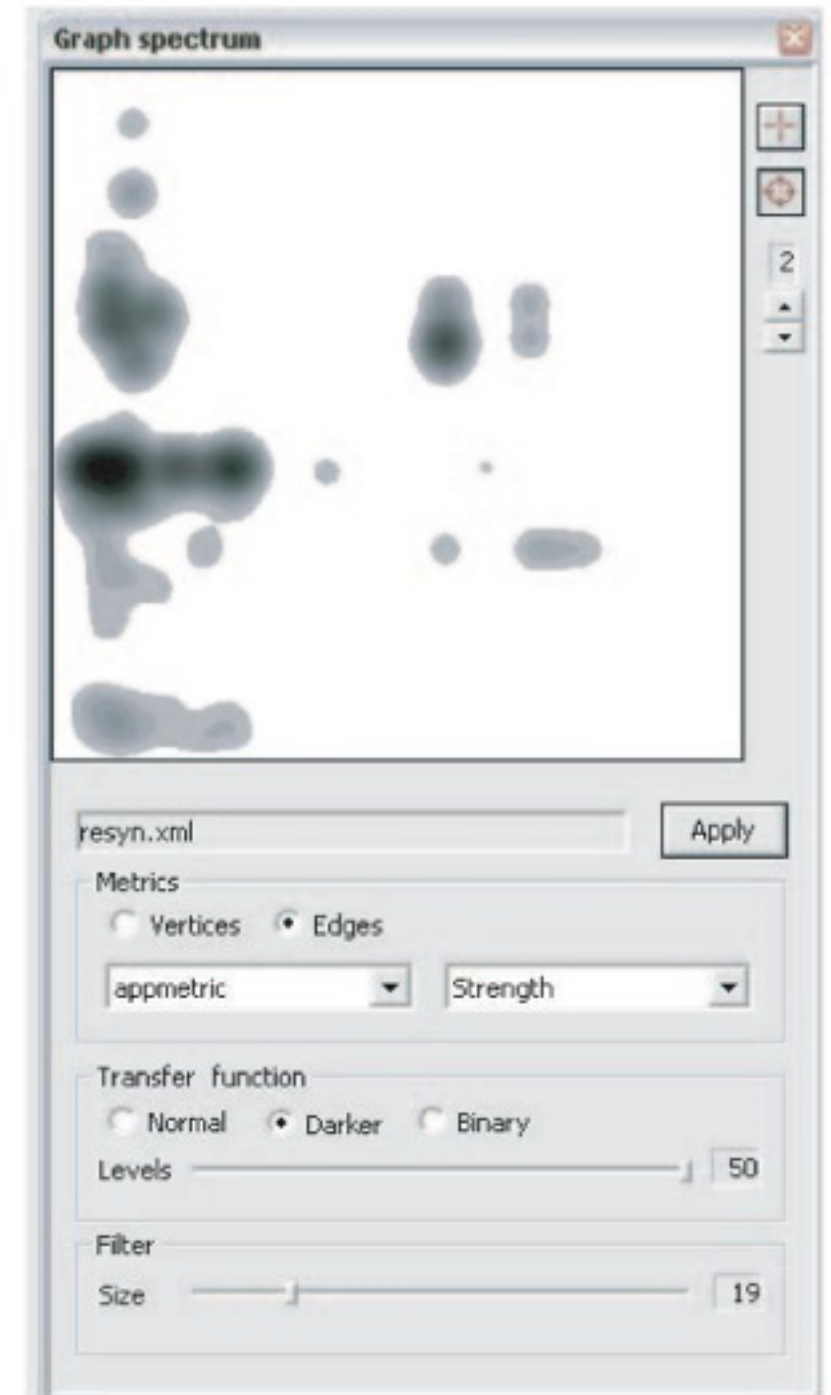 Graph spectrum
2
resyn.xml
Apply
Metrics
Vertices Edges
appmetric Strength
Transfer function
Normal Darker Binary
Levels 50
Filter
Size 19